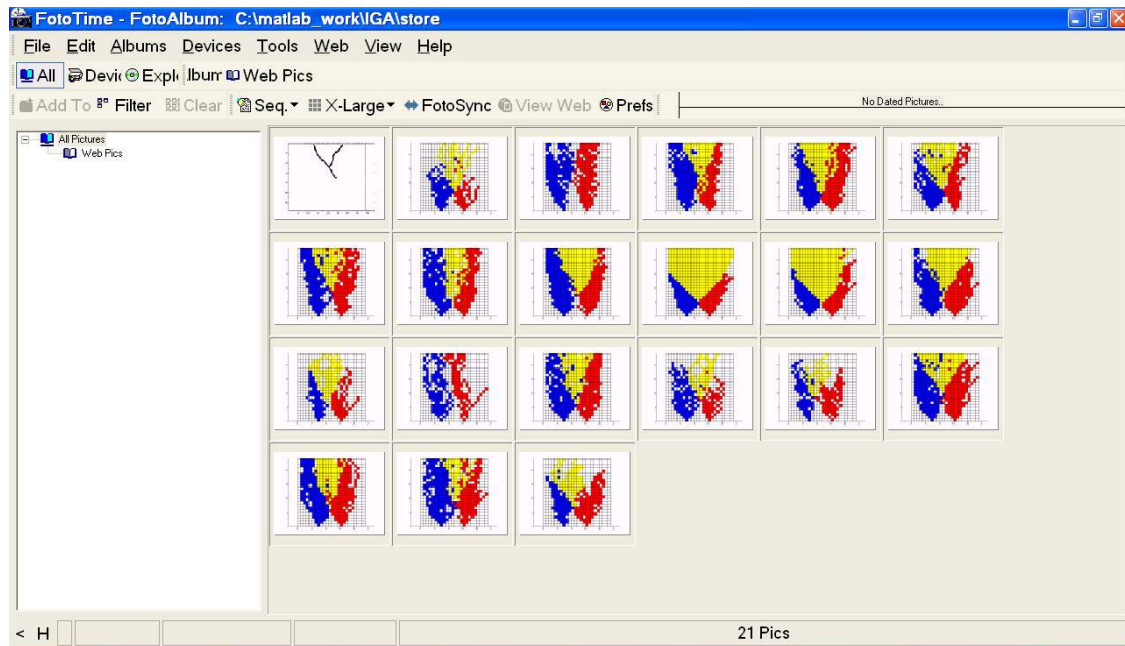 FotoTime - FotoAlbum: C:\matlab_work\IGA\store
File Edit Albums Devices Tools Web View Help
All Devic Explo lbum Web Pics
Add To Filter Clear Seq. X-Large FotoSync View Web Prefs No Dated Pictures..
All Pictures
Web Pics
< H 21 Pics